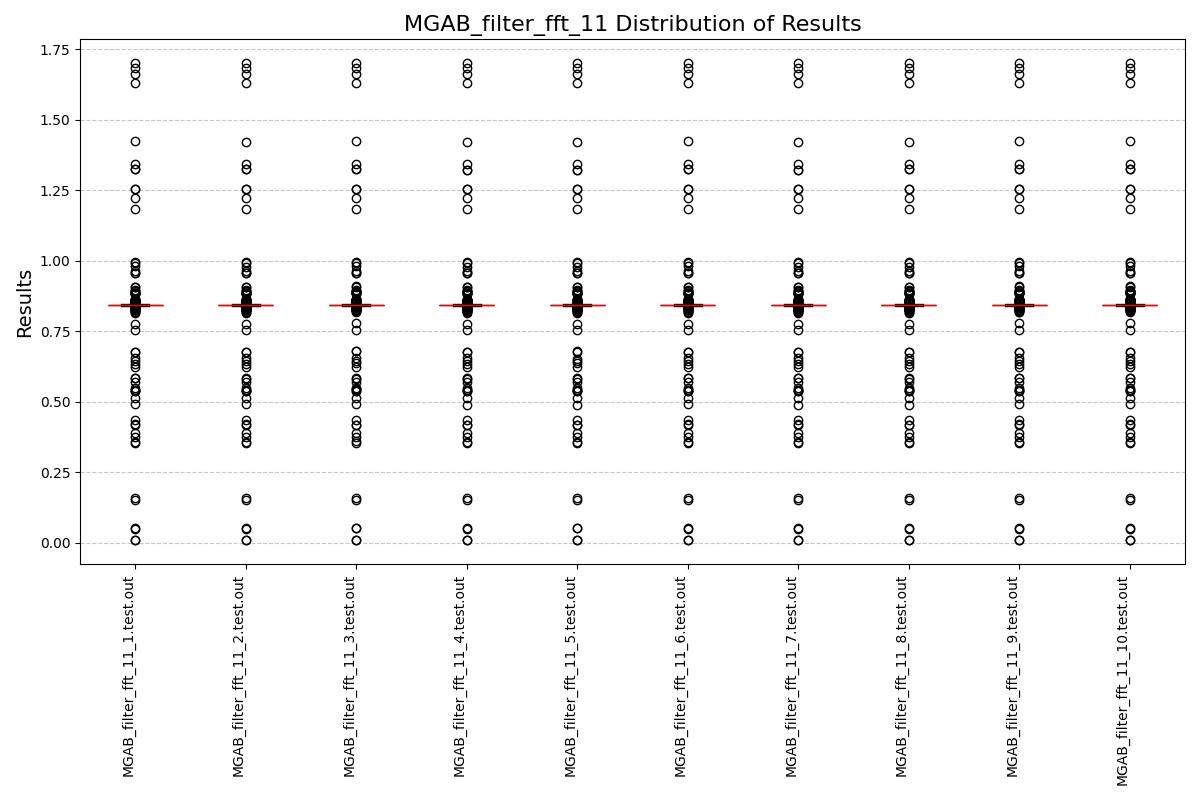 MGAB_filter_fft_11 Distribution of Results
Results
1.75
1.50
1.25
1.00
0.75
0.50
0.25
0.00
MGAB_filter_fft_11_1.test.out
MGAB_filter_fft_11_2.test.out
MGAB_filter_fft_11_3.test.out
MGAB_filter_fft_11_4.test.out
MGAB_filter_fft_11_5.test.out
MGAB_filter_fft_11_6.test.out
MGAB_filter_fft_11_7.test.out
MGAB_filter_fft_11_8.test.out
MGAB_filter_fft_11_9.test.out
MGAB_filter_fft_11_10.test.out